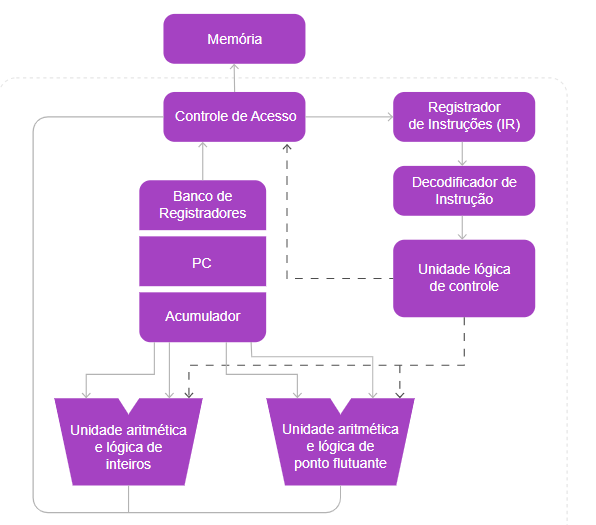 Memória
Controle de Acesso
Registrador
de Instruções (IR)
Decodificador de
Instrução
Banco de
Registradores
PC
Unidade lógica
de controle
Acumulador
Unidade aritmética
e lógica de
inteiros
Unidade aritmética
e lógica de
ponto flutuante